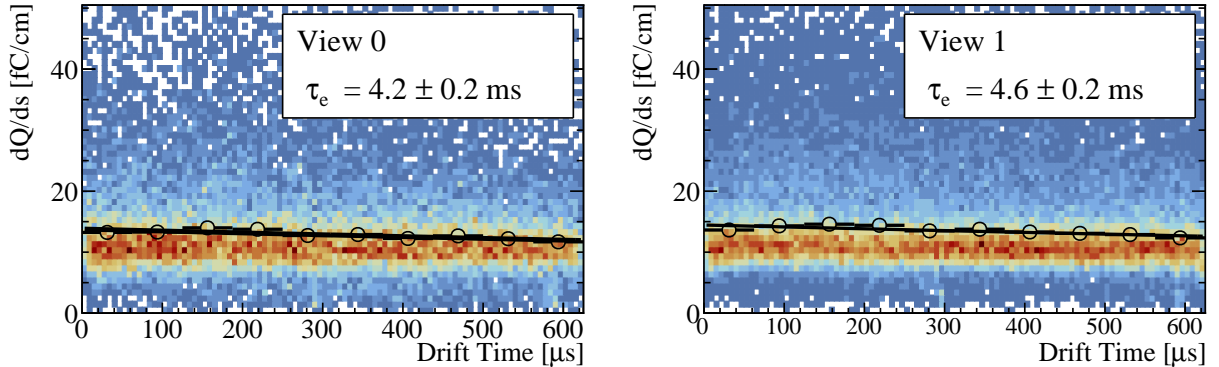 dQ/ds [fC/cm]
40
20
0
View 0
τe = 4.2 ± 0.2 ms
0 100 200 300 400 500 600
Drift Time [μs]
dQ/ds [fC/cm]
40
20
0
View 1
τe = 4.6 ± 0.2 ms
0 100 200 300 400 500 600
Drift Time [μs]